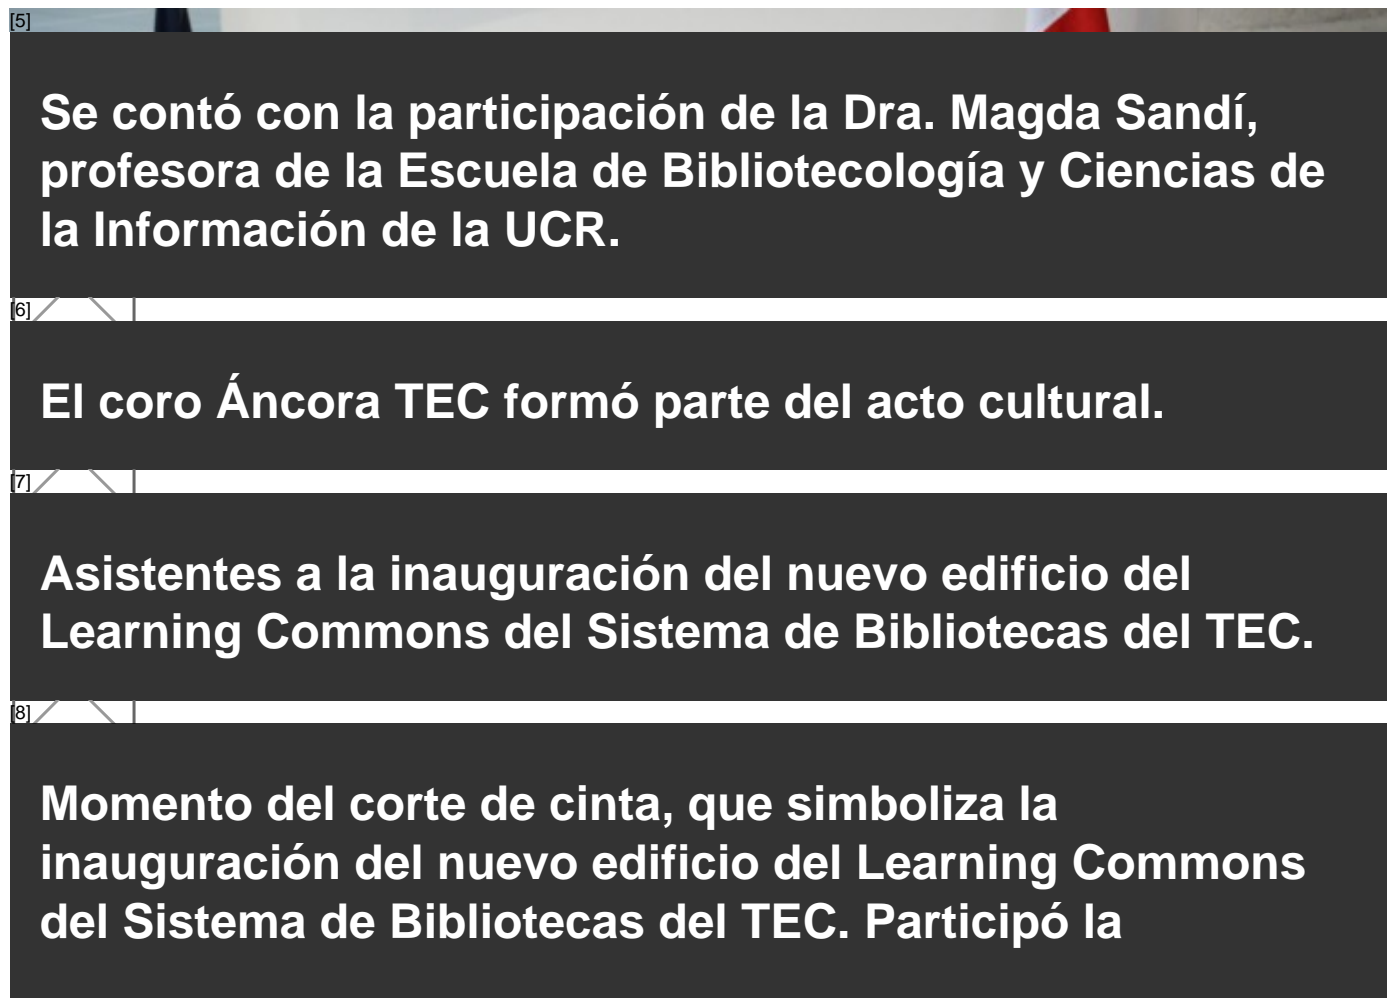 [5]
Se contó con la participación de la Dra. Magda Sandí,
profesora de la Escuela de Bibliotecología y Ciencias de
la Información de la UCR.
[6]
El coro Áncora TEC formó parte del acto cultural.
[7]
Asistentes a la inauguración del nuevo edificio del
Learning Commons del Sistema de Bibliotecas del TEC.
[8]
Momento del corte de cinta, que simboliza la
inauguración del nuevo edificio del Learning Commons
del Sistema de Bibliotecas del TEC. Participó la